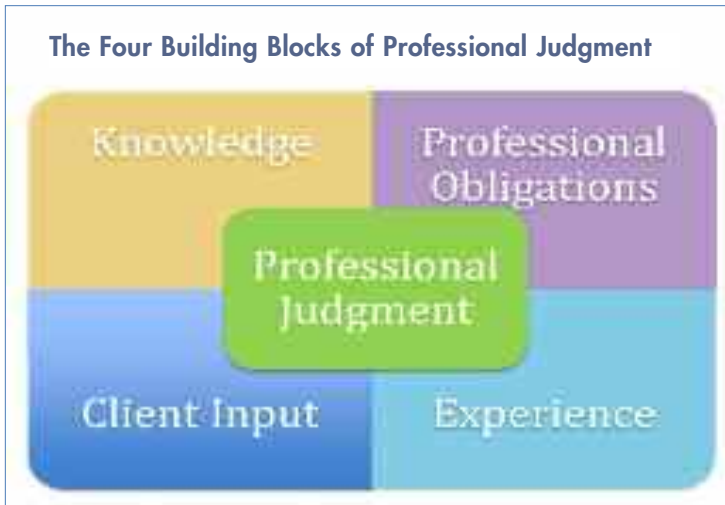 The Four Building Blocks of Professional Judgment
Knowledge
Professional
Obligations
Professional
Judgment
Client Input
Experience